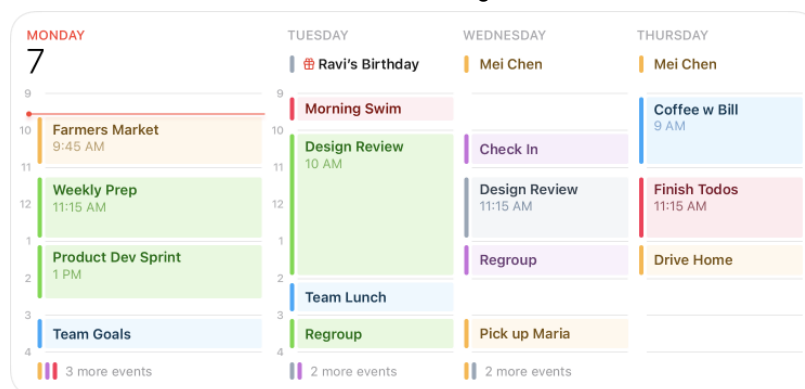 MONDAY
7
9
10
11
12
1
2
3
4
Farmers Market
9:45 AM
Weekly Prep
11:15 AM
Product Dev Sprint
1 PM
Team Goals
3 more events
TUESDAY
Ravi's Birthday
9
10
11
12
1
2
3
4
Morning Swim
Design Review
10 AM
Team Lunch
Regroup
2 more events
WEDNESDAY
Mei Chen
Check In
Design Review
11:15 AM
Regroup
Pick up Maria
2 more events
THURSDAY
Mei Chen
Coffee w Bill
9 AM
Finish Todos
11:15 AM
Drive Home